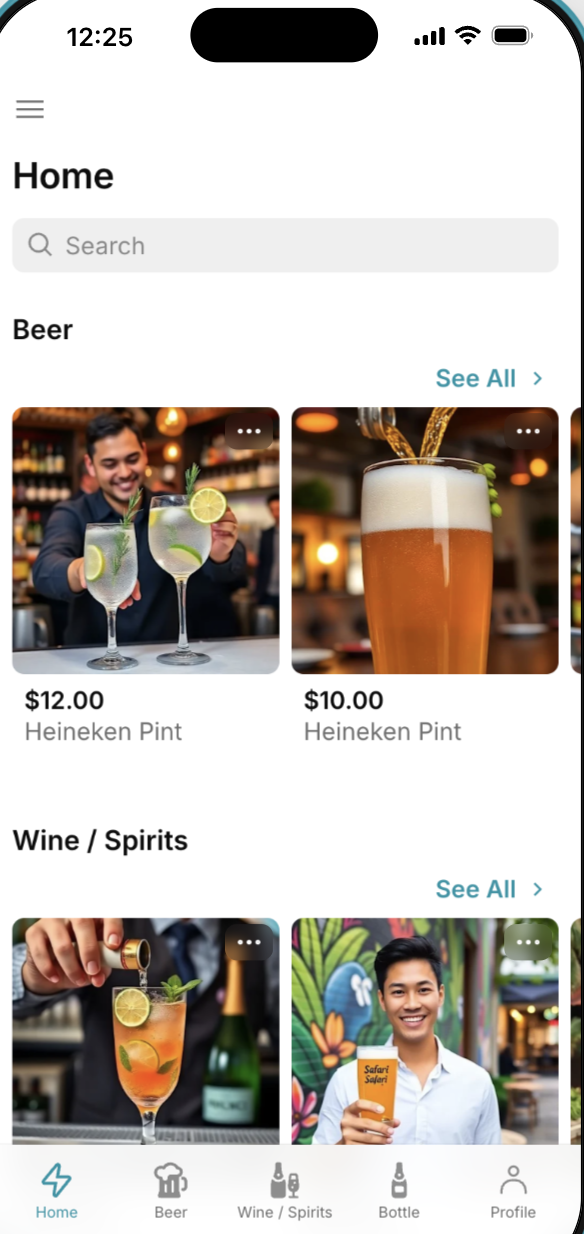 12:25
Home
Search
Beer
See All
$12.00
Heineken Pint
$10.00
Heineken Pint
Wine / Spirits
See All
Safari
Safari
Home
Beer
Wine / Spirits
Bottle
Profile